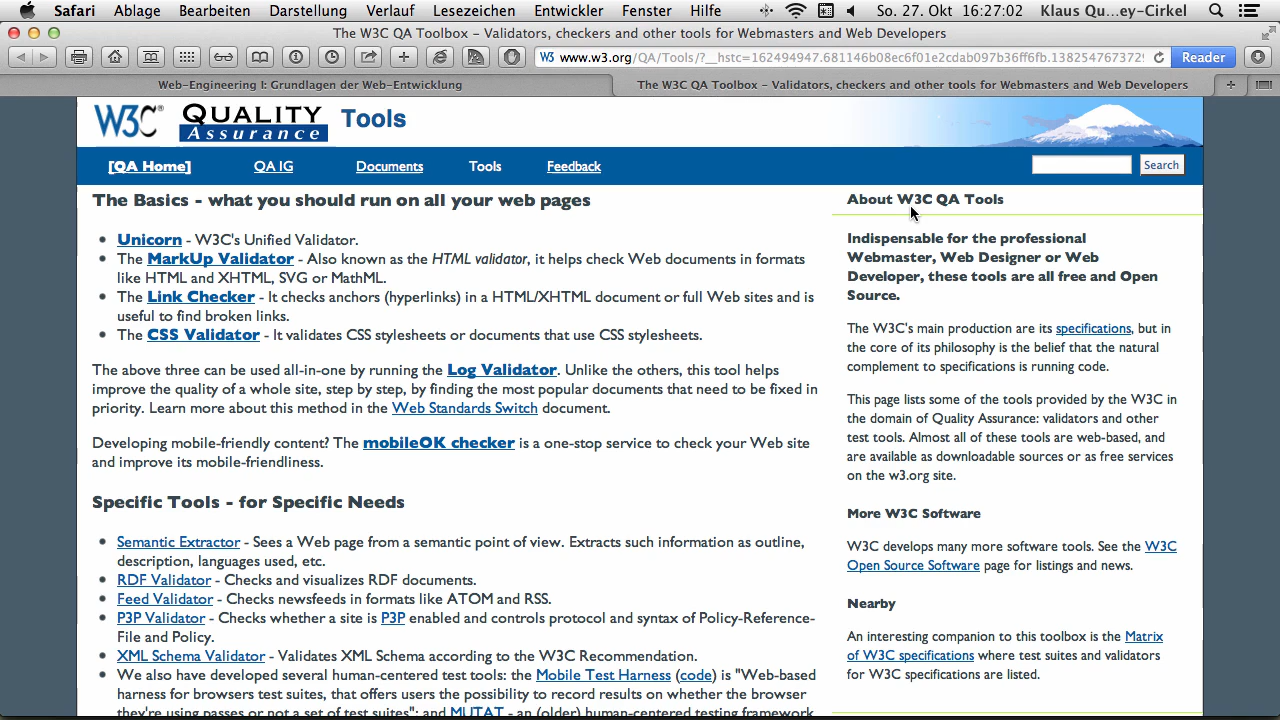 Safari Ablage Bearbeiten Darstellung Verlauf Lesezeichen Entwickler Fenster Hilfe So. 27. Okt 16:27:02 Klaus Qu...ey-Cirkel
The W3C QA Toolbox – Validators, checkers and other tools for Webmasters and Web Developers
W3 www.w3.org/QA/Tools/?__hstc=162494947.681146b08ec6f01e2cdab097b36ff6fb.1382547673729 Reader
Web-Engineering I: Grundlagen der Web-Entwicklung
The W3C QA Toolbox – Validators, checkers and other tools for Webmasters and Web Developers
W3C QUALITY Assurance Tools
[QA Home] QA IG Documents Tools Feedback Search
The Basics - what you should run on all your web pages
Unicorn - W3C's Unified Validator.
The MarkUp Validator - Also known as the HTML validator, it helps check Web documents in formats
like HTML and XHTML, SVG or MathML.
The Link Checker - It checks anchors (hyperlinks) in a HTML/XHTML document or full Web sites and is
useful to find broken links.
The CSS Validator - It validates CSS stylesheets or documents that use CSS stylesheets.
The above three can be used all-in-one by running the Log Validator. Unlike the others, this tool helps
improve the quality of a whole site, step by step, by finding the most popular documents that need to be fixed in
priority. Learn more about this method in the Web Standards Switch document.
Developing mobile-friendly content? The mobileOK checker is a one-stop service to check your Web site
and improve its mobile-friendliness.
Specific Tools - for Specific Needs
Semantic Extractor - Sees a Web page from a semantic point of view. Extracts such information as outline,
description, languages used, etc.
RDF Validator - Checks and visualizes RDF documents.
Feed Validator - Checks newsfeeds in formats like ATOM and RSS.
P3P Validator - Checks whether a site is P3P enabled and controls protocol and syntax of Policy-Reference-
File and Policy.
XML Schema Validator - Validates XML Schema according to the W3C Recommendation.
We also have developed several human-centered test tools: the Mobile Test Harness (code) is "Web-based
harness for browsers test suites, that offers users the possibility to record results on whether the browser
they're using passes or not a set of test suites"; and MUTAT - an (older) human-centered testing framework
About W3C QA Tools
Indispensable for the professional
Webmaster, Web Designer or Web
Developer, these tools are all free and Open
Source.
The W3C's main production are its specifications, but in
the core of its philosophy is the belief that the natural
complement to specifications is running code.
This page lists some of the tools provided by the W3C in
the domain of Quality Assurance: validators and other
test tools. Almost all of these tools are web-based, and
are available as downloadable sources or as free services
on the w3.org site.
More W3C Software
W3C develops many more software tools. See the W3C
Open Source Software page for listings and news.
Nearby
An interesting companion to this toolbox is the Matrix
of W3C specifications where test suites and validators
for W3C specifications are listed.